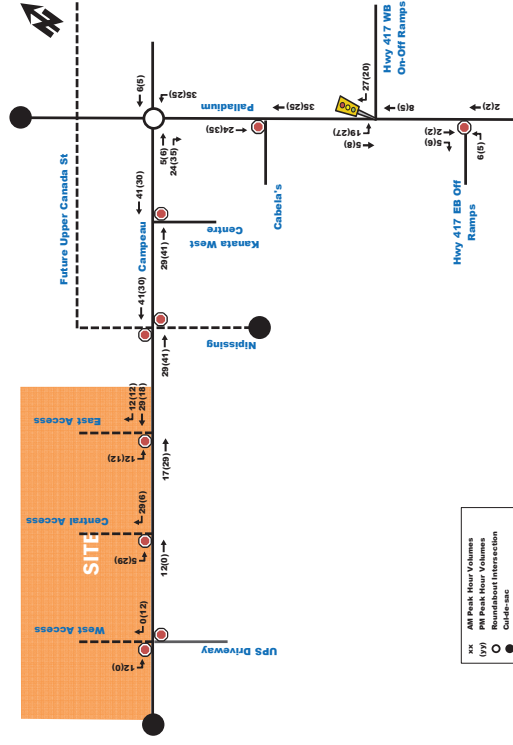 N
Future Upper Canada St
6(5)
35(25)
Palladium
5(6)
24(35)
24(35)
35(25)
Hwy 417 WB
On-Off Ramps
27(20)
19(27)
5(8)
8(5)
2(2)
2(2)
5(6)
6(5)
Hwy 417 EB Off
Ramps
Cabela's
41(30)
Campeau
29(41)
Kanata West
Centre
41(30)
29(41)
Nipissing
12(12)
29(18)
East Access
12(12)
17(29)
29(6)
Central Access
SITE
5(29)
12(0)
West Access
0(12)
12(0)
UPS Driveway
xx AM Peak Hour Volumes
(yy) PM Peak Hour Volumes
Roundabout Intersection
Cul-de-sac